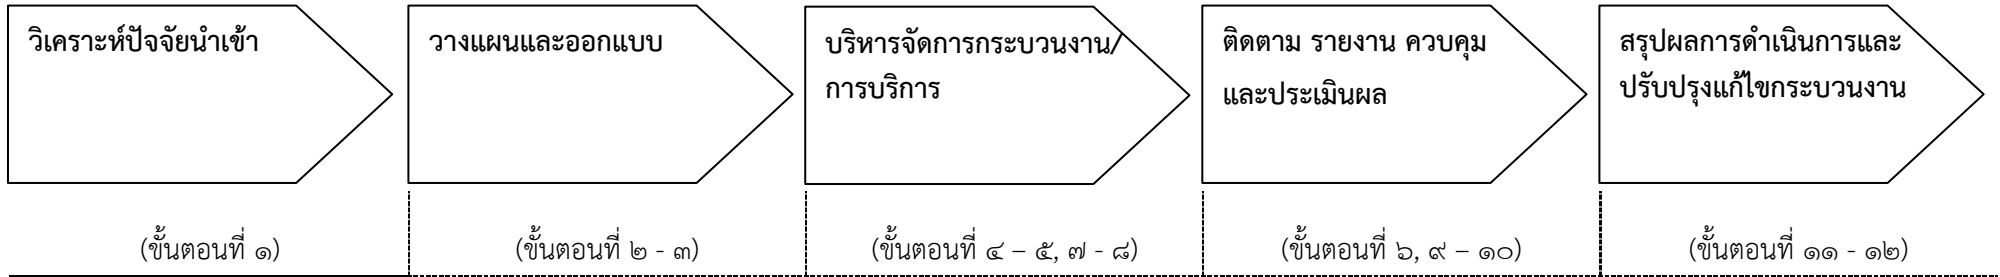 วิเคราะห์ปัจจัยนำเข้า
วางแผนและออกแบบ
บริหารจัดการกระบวนงาน/
การบริการ
ติดตาม รายงาน ควบคุม
และประเมินผล
สรุปผลการดำเนินการและ
ปรับปรุงแก้ไขกระบวนงาน
(ขั้นตอนที่ ๑)
(ขั้นตอนที่ ๒ - ๓)
(ขั้นตอนที่ ๔ – ๕, ๗ - ๘)
(ขั้นตอนที่ ๖, ๙ – ๑๐)
(ขั้นตอนที่ ๑๑ - ๑๒)